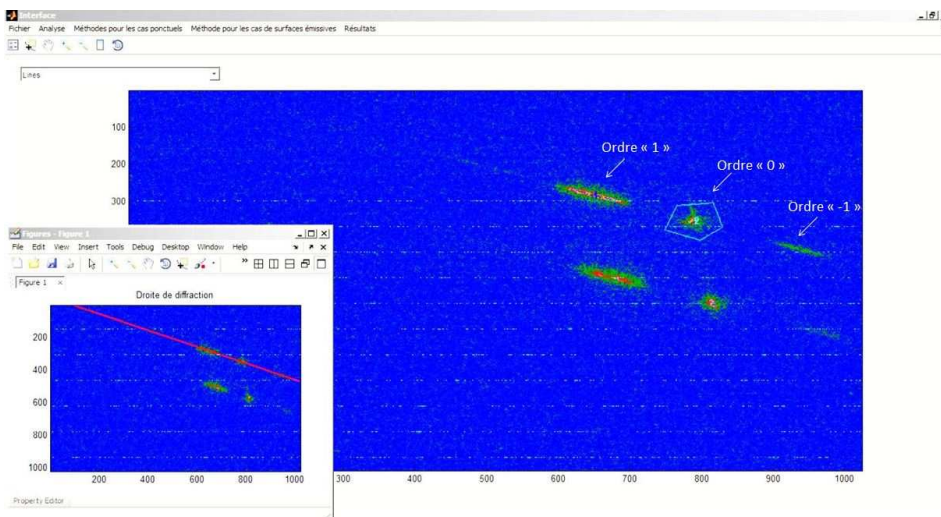 Interface
Fichier Analyse Méthodes pour les cas ponctuels Méthode pour les cas de surfaces émissives Résultats
Lines
100
200
300
Ordre « 1 »
Ordre « 0 »
Ordre « -1 »
300 400 500 600 700 800 900 1000
Figures - Figure 1
File Edit View Insert Tools Debug Desktop Window Help
Figure 1
Droite de diffraction
200
400
600
800
1000
200 400 600 800 1000
Property Editor